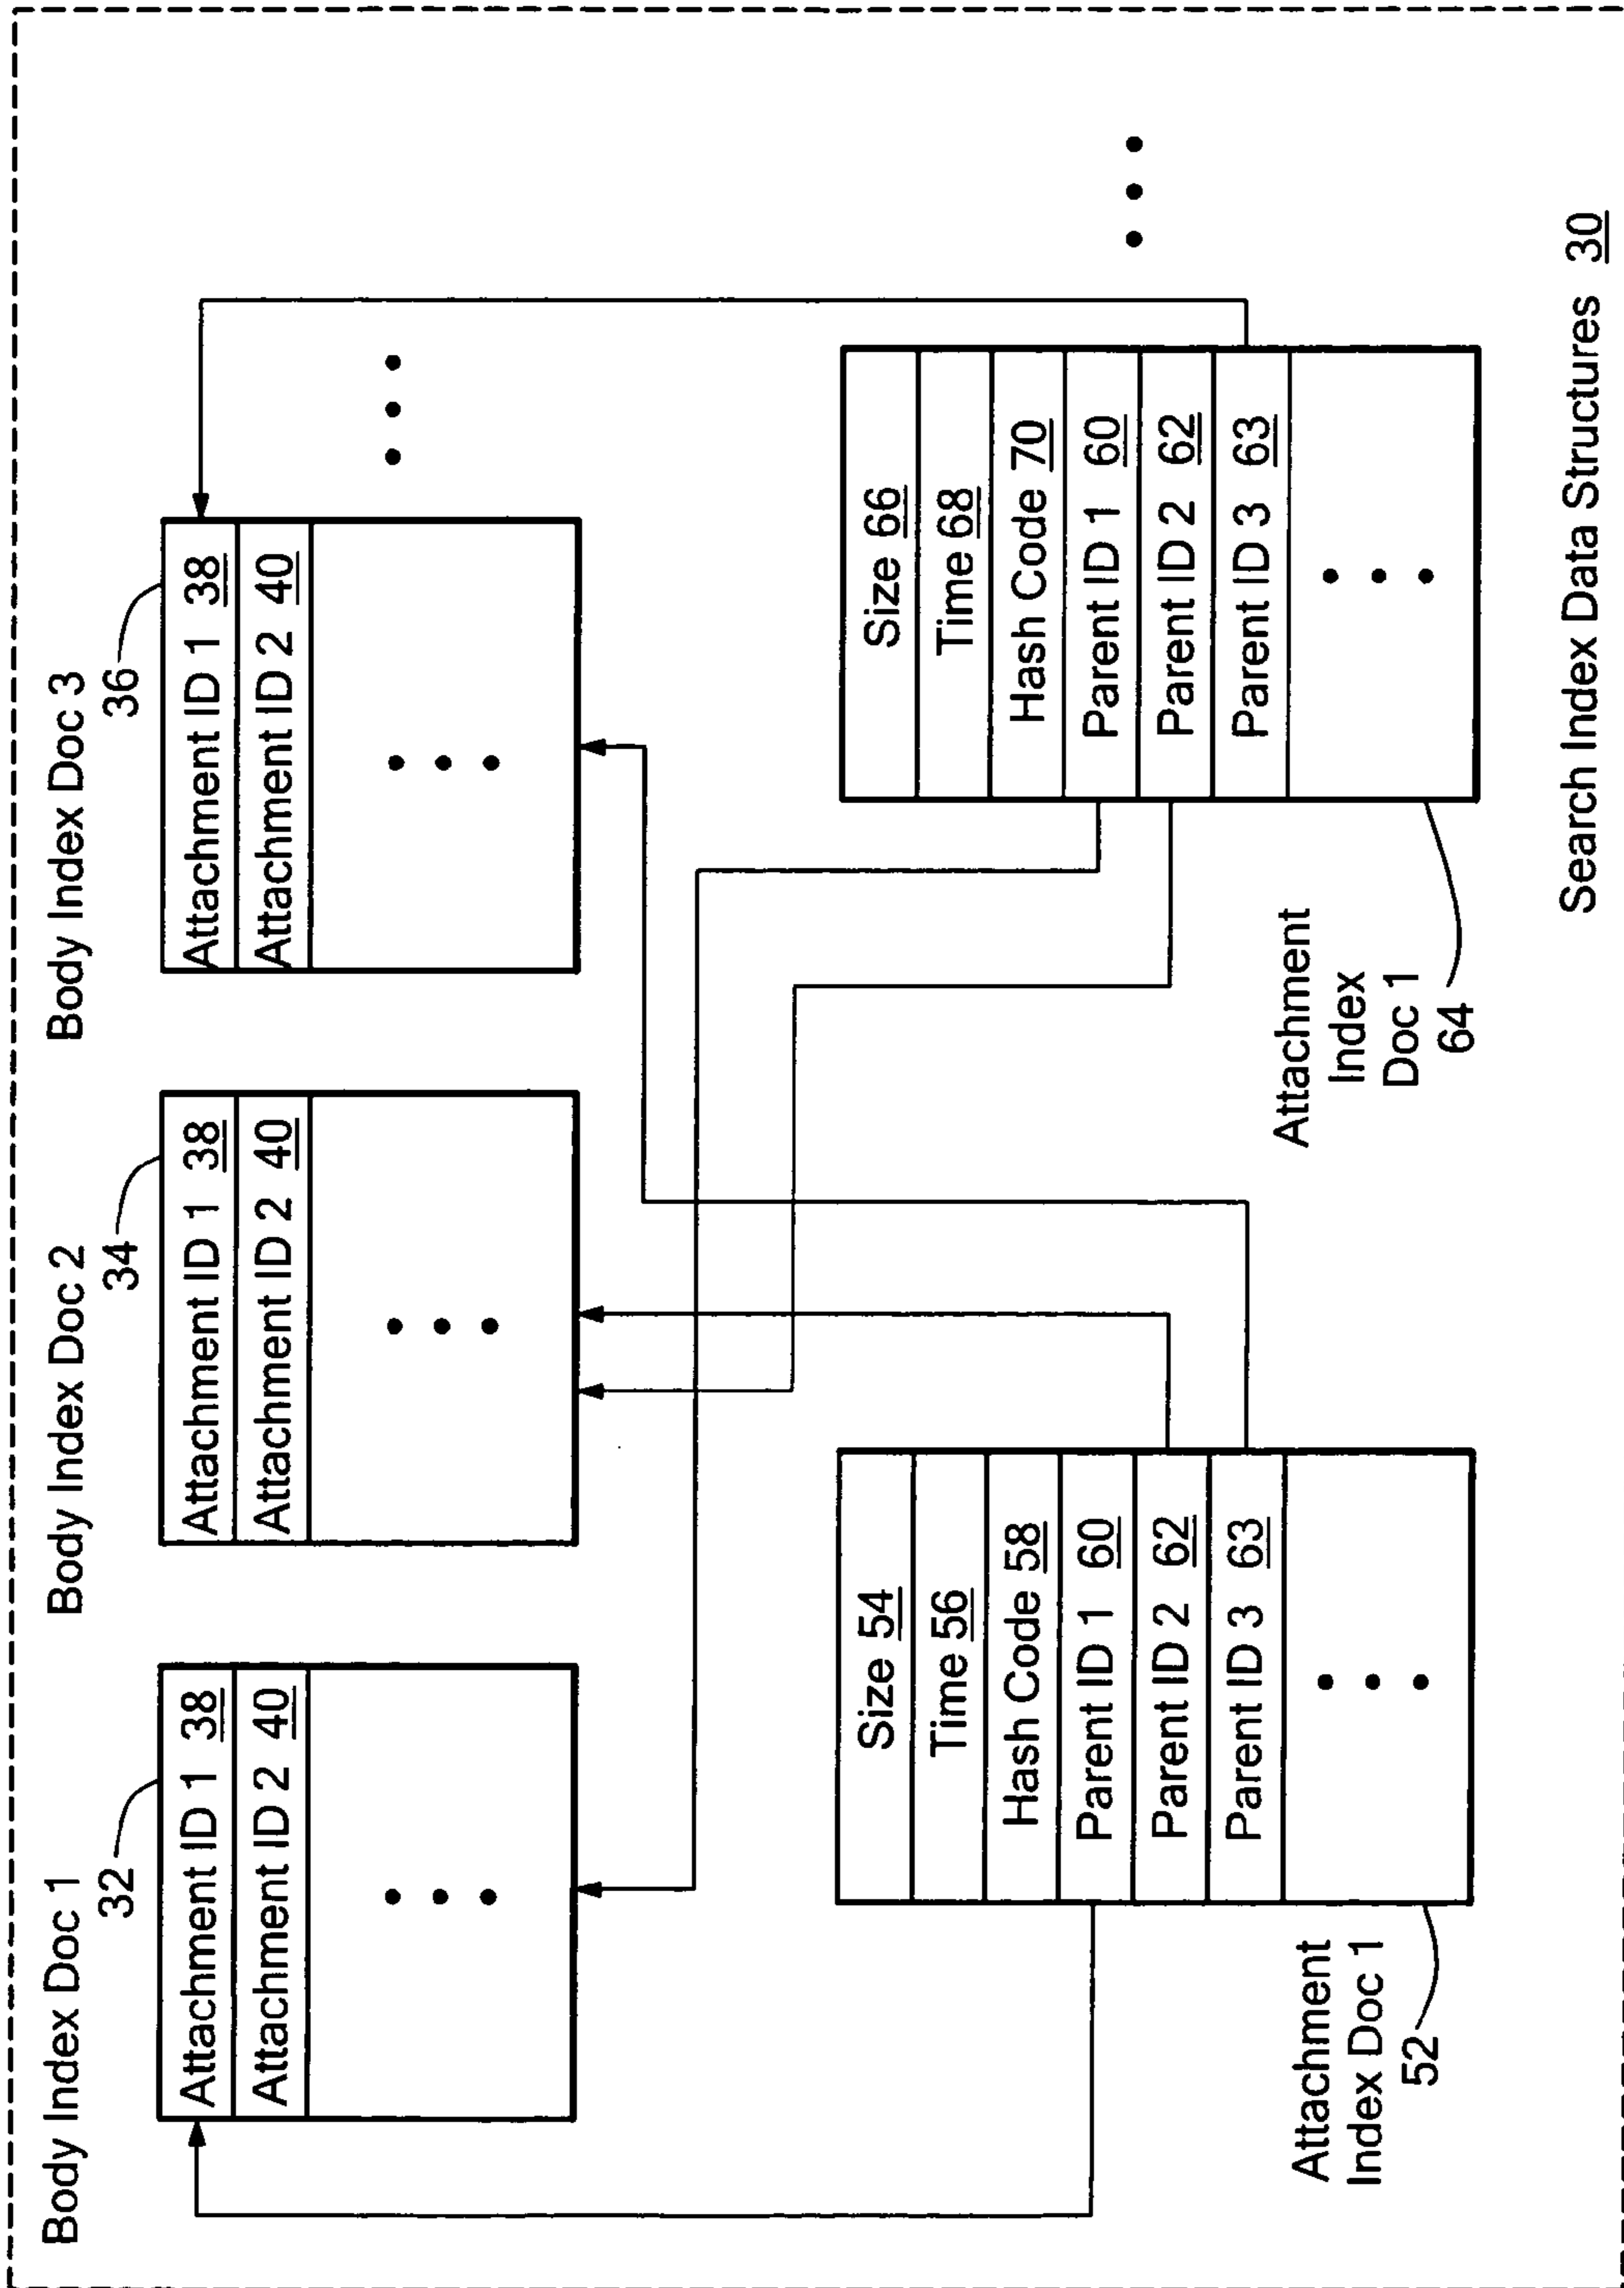 Body Index Doc 1
32
Attachment ID 1 38
Attachment ID 2 40
Body Index Doc 2
34
Attachment ID 1 38
Attachment ID 2 40
Body Index Doc 3
36
Attachment ID 1 38
Attachment ID 2 40
Attachment
Index Doc 1
52
Size 54
Time 56
Hash Code 58
Parent ID 1 60
Parent ID 2 62
Parent ID 3 63
Attachment
Index
Doc 1
64
Size 66
Time 68
Hash Code 70
Parent ID 1 60
Parent ID 2 62
Parent ID 3 63
Search Index Data Structures 30